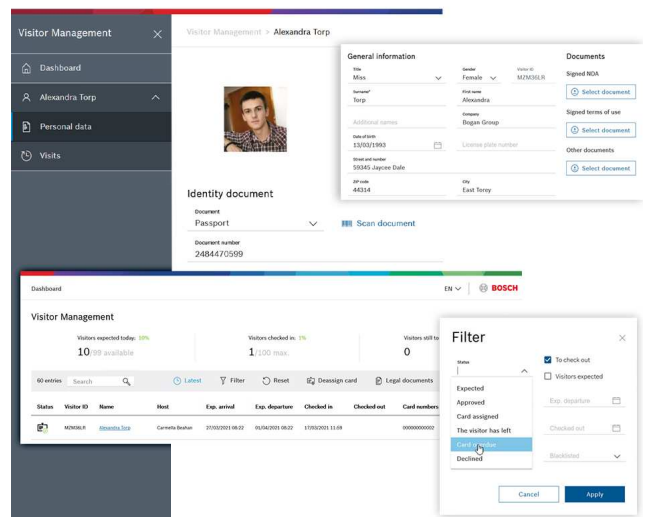 Visitor Management
Visitor Management > Alexandra Torp
Dashboard
Alexandra Torp
Personal data
Visits
General information
Documents
Title
Miss
Gender
Female
Visitor ID
MZM36LR
Signed NDA
Select document
Surname*
Torp
First name
Alexandra
Signed terms of use
Additional names
Company
Bogan Group
Select document
Date of birth
13/03/1993
License plate number
Other documents
Select document
Street and number
59345 Jaycee Dale
ZIP code
44314
City
East Torey
Identity document
Document
Passport
Scan document
Document number
2484470599
Dashboard
EN
BOSCH
Visitor Management
Visitors expected today: 10%
10/99 available
Visitors checked in: 1%
1/100 max.
Visitors still to
0
60 entries
Search
Latest
Filter
Reset
Deassign card
Legal documents
Status Visitor ID Name Host Exp. arrival Exp. departure Checked in Checked out Card numbers
MZM36LR Alexandra Torp Carmella Beahan 27/03/2021 08:22 01/04/2021 08:22 17/03/2021 11:59 000000000002
Filter
Status
To check out
Visitors expected
Expected
Approved
Card assigned
The visitor has left
Card overdue
Declined
Exp. departure
Checked out
Blacklisted
Cancel
Apply